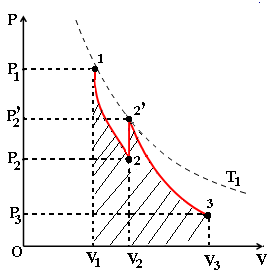 P
P₁
1
P₂'
2'
P₂
2
T₁
P₃
3
O
V₁
V₂
V₃
V